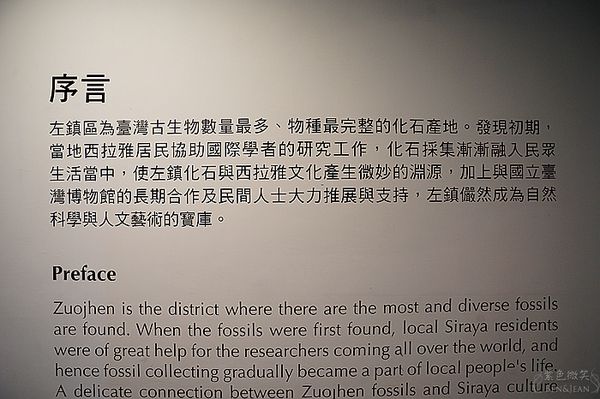 序言
左鎮區為臺灣古生物數量最多、物種最完整的化石產地。發現初期，
當地西拉雅居民協助國際學者的研究工作，化石採集漸漸融入民眾
生活當中，使左鎮化石與西拉雅文化產生微妙的淵源，加上與國立臺
灣博物館的長期合作及民間人士大力推展與支持，左鎮儼然成為自然
科學與人文藝術的寶庫。
Preface
Zuojhen is the district where there are the most and diverse fossils
are found. When the fossils were first found, local Siraya residents
were of great help for the researchers coming all over the world, and
hence fossil collecting gradually became a part of local people's life.
A delicate connection between Zuojhen fossils and Siraya culture
紫色微笑
BEN&JEAN